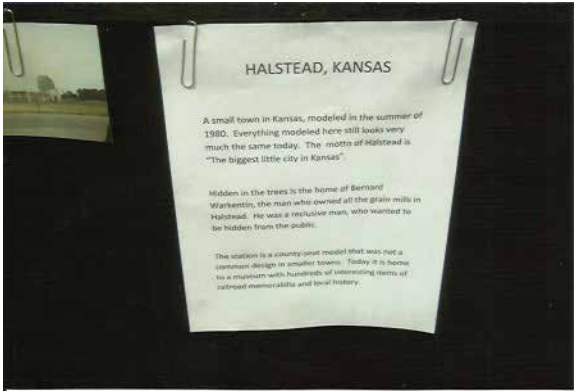 HALSTEAD, KANSAS
A small town in Kansas, modeled in the summer of
1980. Everything modeled here still looks very
much the same today. The motto of Halstead is
"The biggest little city in Kansas".
Hidden in the trees is the home of Bernard
Warkentin, the man who owned all the grain mills in
Halstead. He was a reclusive man, who wanted to
be hidden from the public.
The station is a county-seat model that was not a
common design in smaller towns. Today it is home
to a museum with hundreds of interesting items of
railroad memorabilia and local history.